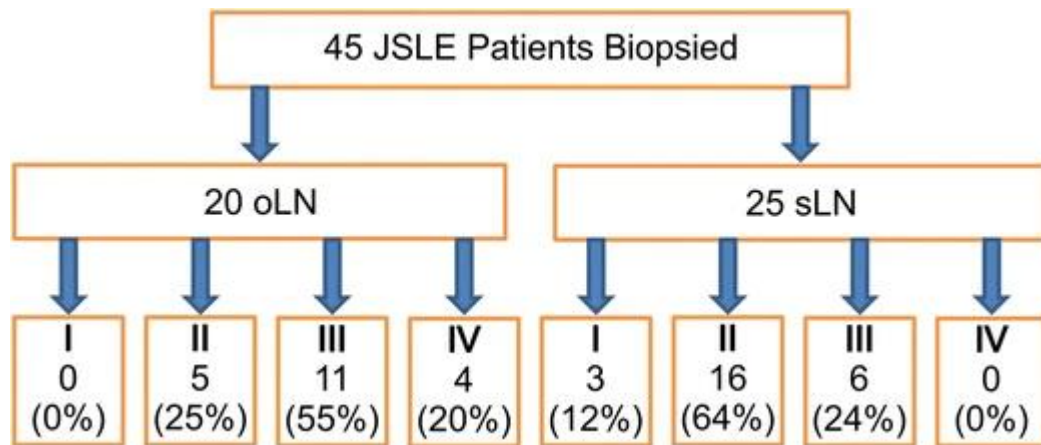 45 JSLE Patients Biopsied
20 oLN
25 sLN
I
0
(0%)
II
5
(25%)
III
11
(55%)
IV
4
(20%)
I
3
(12%)
II
16
(64%)
III
6
(24%)
IV
0
(0%)